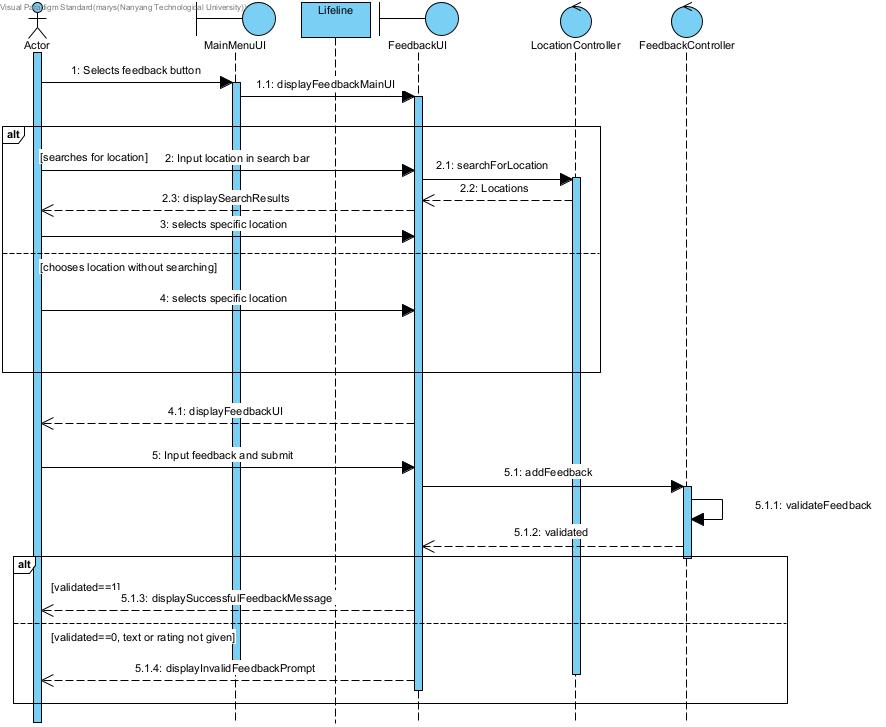 Visual Paradigm Standard(marys(Nanyang Technological University))
Lifeline
Actor
MainMenuUI
FeedbackUI
LocationController
FeedbackController
1: Selects feedback button
1.1: displayFeedbackMainUI
alt
[searches for location]
2: Input location in search bar
2.1: searchForLocation
2.2: Locations
2.3: displaySearchResults
3: selects specific location
[chooses location without searching]
4: selects specific location
4.1: displayFeedbackUI
5: Input feedback and submit
5.1: addFeedback
5.1.1: validateFeedback
5.1.2: validated
alt
[validated==1]
5.1.3: displaySuccessfulFeedbackMessage
[validated==0, text or rating not given]
5.1.4: displayInvalidFeedbackPrompt